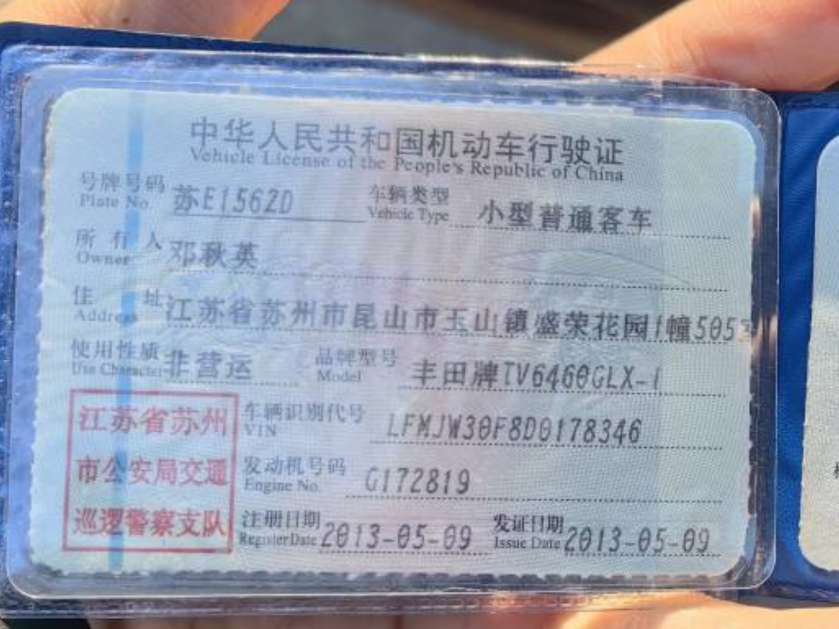 中华人民共和国机动车行驶证
Vehicle License of the People's Republic of China
号牌号码 Plate No. 苏E1562D 车辆类型 Vehicle Type 小型普通客车
所有人 Owner 邓秋英
住址 Address 江苏省苏州市昆山市玉山镇盛荣花园1幢505室
使用性质 Use Character 非营运 品牌型号 Model 丰田牌TV6460GLX-I
江苏省苏州 车辆识别代号 VIN LFMJW30F8D0178346
市公安局交通 发动机号码 Engine No. G172819
巡逻警察支队 注册日期 Register Date 2013-05-09 发证日期 Issue Date 2013-05-09